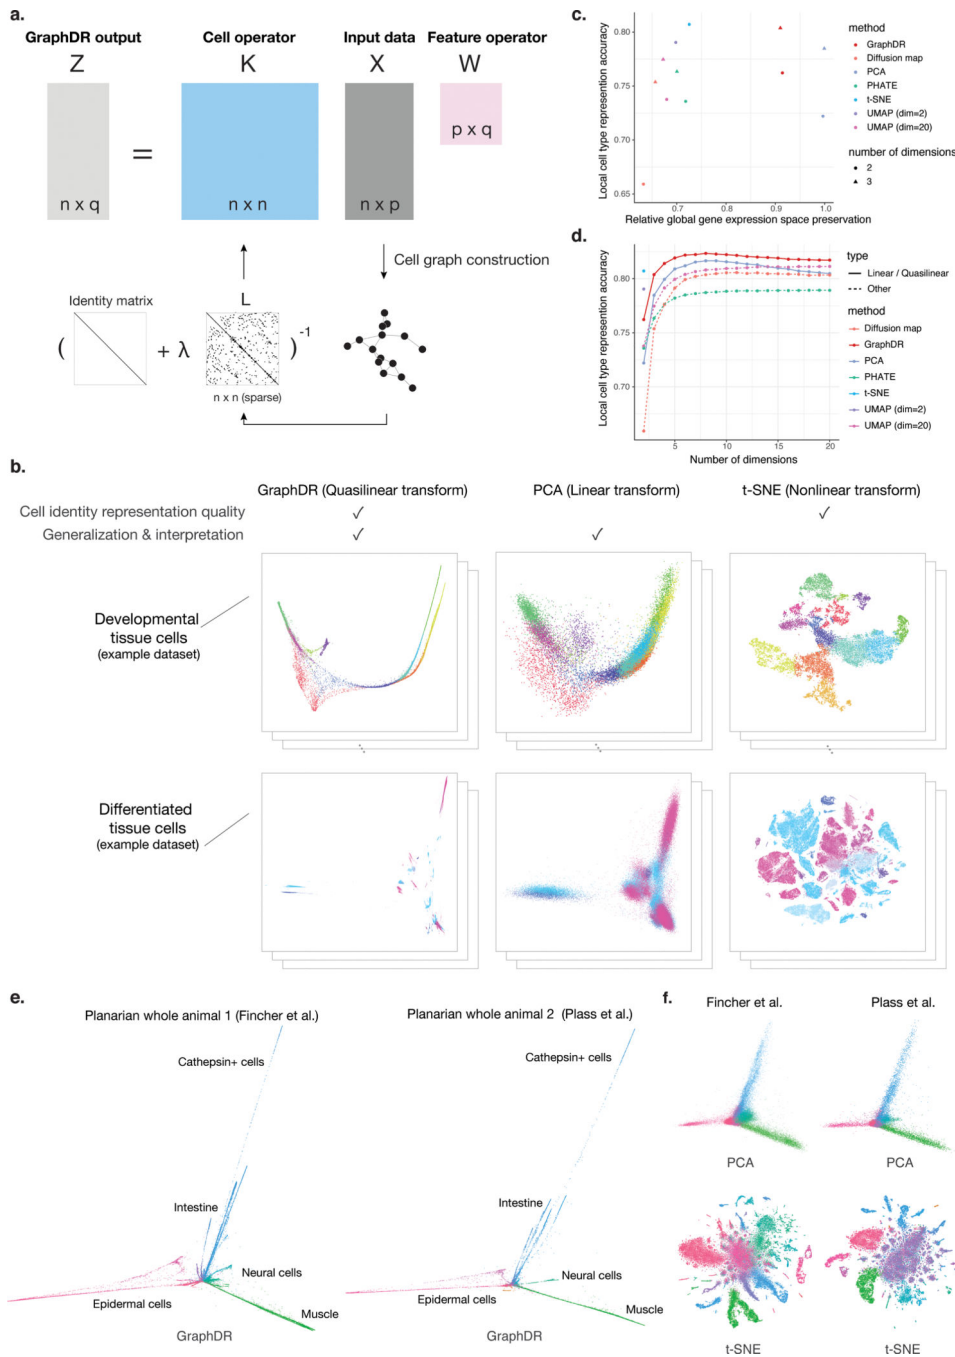 a.
GraphDR output
Cell operator
Input data
Feature operator
Z
K
X
W
=
p x q
n x q
n x n
n x p
Cell graph construction
L
Identity matrix
( + λ ) -1
n x n (sparse)
c.
Local cell type represention accuracy
0.80
0.75
0.70
0.65
0.7
0.8
0.9
1.0
Relative global gene expression space preservation
method
GraphDR
Diffusion map
PCA
PHATE
t-SNE
UMAP (dim=2)
UMAP (dim=20)
number of dimensions
2
3
d.
Local cell type representation accuracy
0.80
0.75
0.70
5
10
15
20
Number of dimensions
type
Linear / Quasilinear
Other
method
Diffusion map
GraphDR
PCA
PHATE
t-SNE
UMAP (dim=2)
UMAP (dim=20)
b.
GraphDR (Quasilinear transform)
PCA (Linear transform)
t-SNE (Nonlinear transform)
Cell identity representation quality ✓ ✓
Generalization & interpretation ✓ ✓
Developmental
tissue cells
(example dataset)
Differentiated
tissue cells
(example dataset)
e.
Planarian whole animal 1 (Fincher et al.)
Cathepsin+ cells
Intestine
Neural cells
Epidermal cells
Muscle
GraphDR
Planarian whole animal 2 (Plass et al.)
Cathepsin+ cells
Intestine
Neural cells
Epidermal cells
Muscle
GraphDR
f.
Fincher et al.
Plass et al.
PCA
PCA
t-SNE
t-SNE